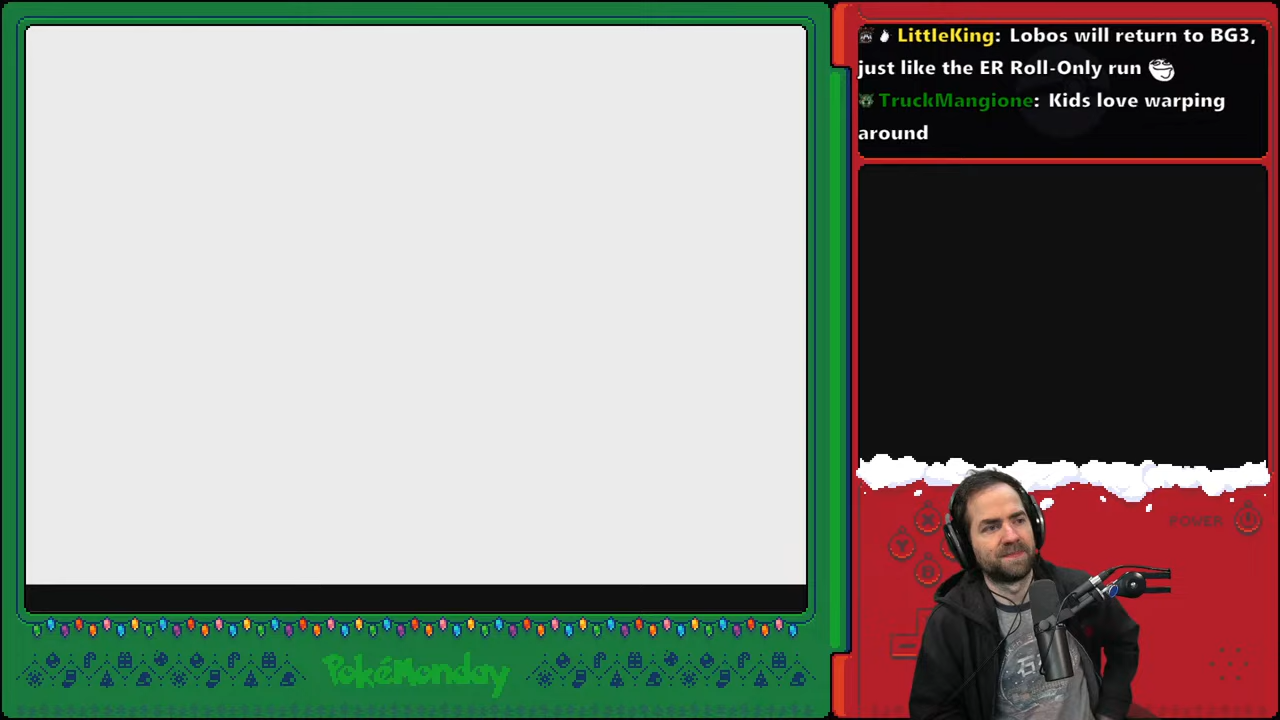 LittleKing: Lobos will return to BG3,
just like the ER Roll-Only run
TruckMangione: Kids love warping
around
X
Y
B
POWER
PokéMonday